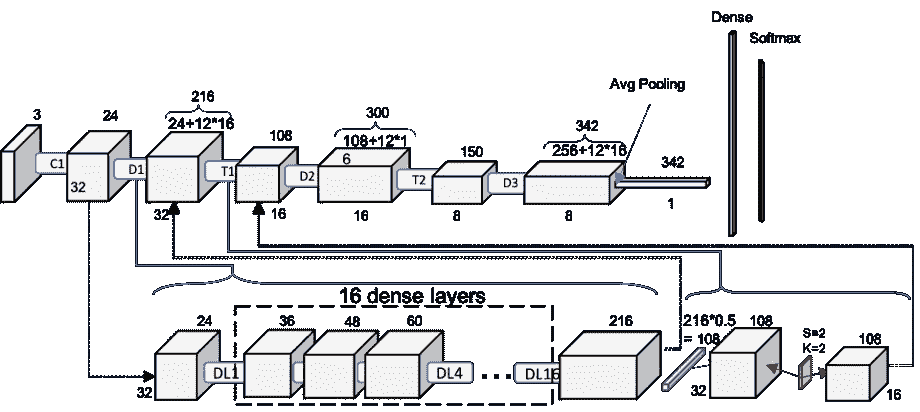 Dense
Softmax
Avg Pooling
3
24
216
24+12*16
108
300
108+12*1
6
150
342
256+12*16
342
C1
D1
T1
D2
T2
D3
32
32
16
16
8
8
1
16 dense layers
24
36
48
60
216
216*0.5
= 108
108
S=2
K=2
108
DL1
DL4
...
DL16
32
32
16